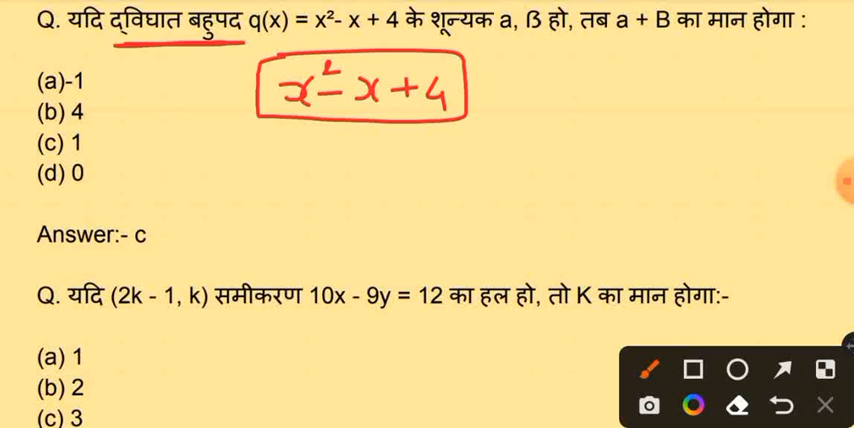 Q. यदि द्विघात बहुपद q(x) = x²- x + 4 के शून्यक a, ß हो, तब a + B का मान होगा :
(a)-1
x² - x + 4
(b) 4
(c) 1
(d) 0
Answer:- c
Q. यदि (2k - 1, k) समीकरण 10x - 9y = 12 का हल हो, तो K का मान होगा:-
(a) 1
(b) 2
(c) 3